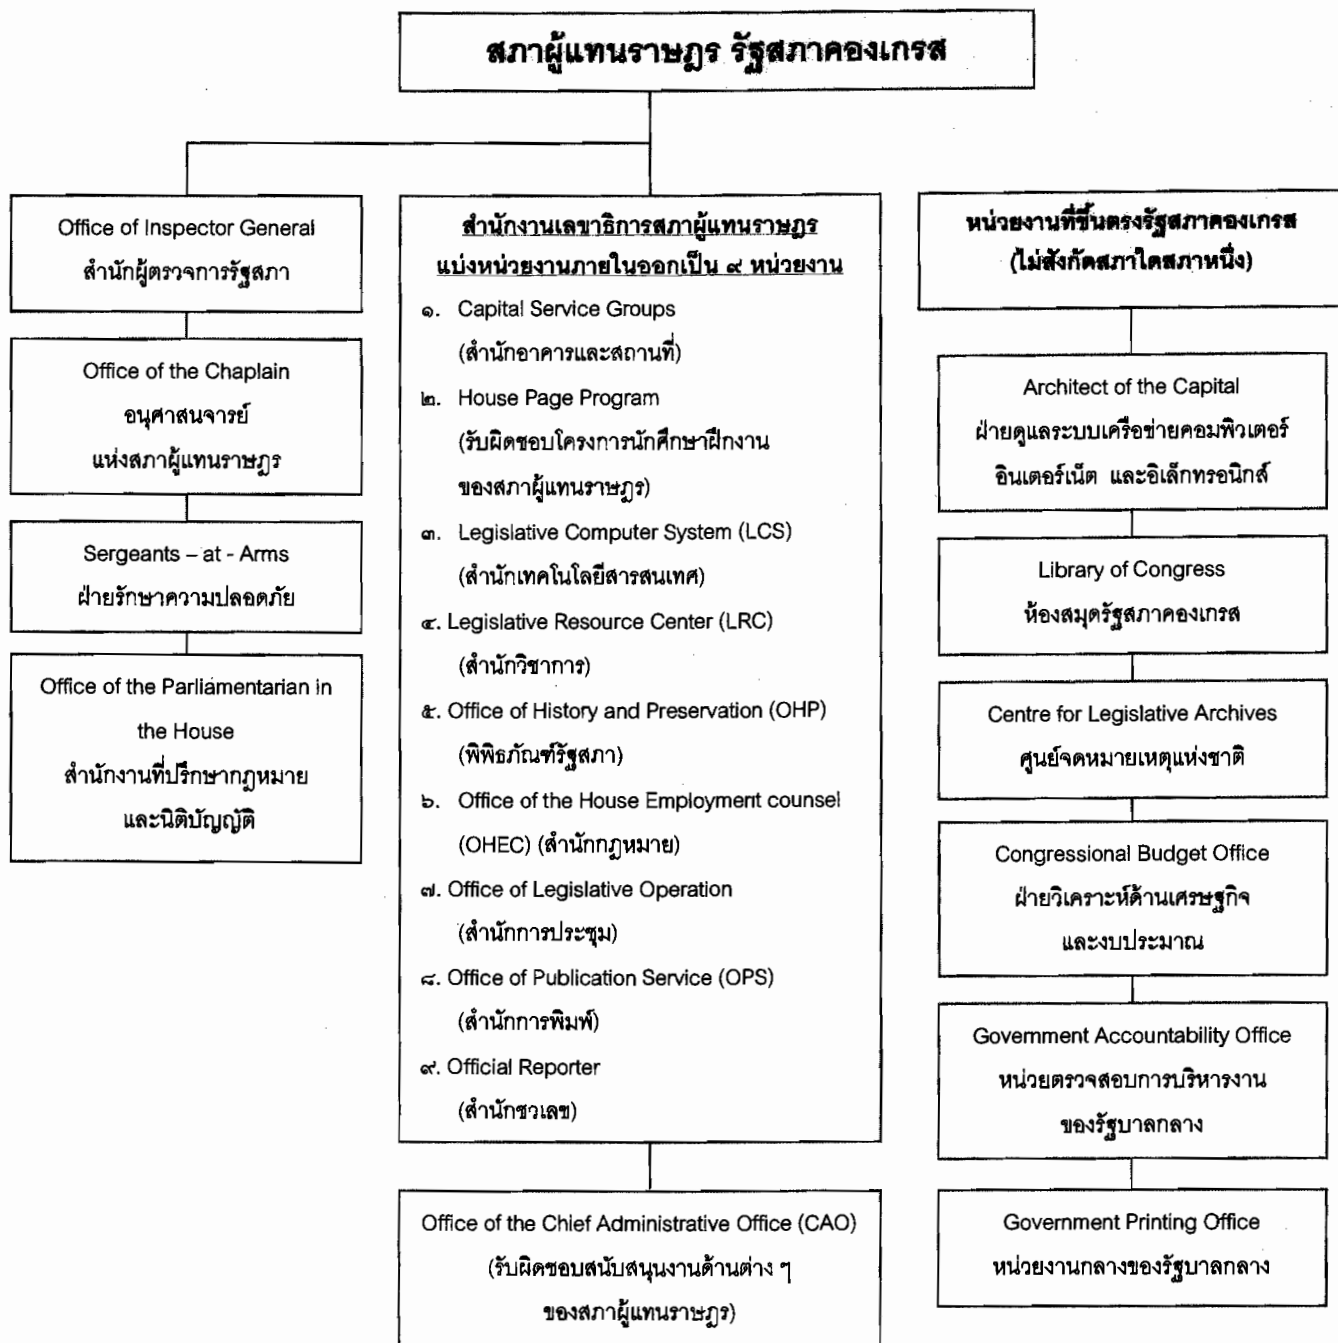 สภาผู้แทนราษฎร รัฐสภาคองเกรส
Office of Inspector General
สำนักผู้ตรวจการรัฐสภา
Office of the Chaplain
อนุศาสนจารย์
แห่งสภาผู้แทนราษฎร
Sergeants – at - Arms
ฝ่ายรักษาความปลอดภัย
Office of the Parliamentarian in
the House
สำนักงานที่ปรึกษากฎหมาย
และนิติบัญญัติ
สำนักงานเลขาธิการสภาผู้แทนราษฎร
แบ่งหน่วยงานภายในออกเป็น ๙ หน่วยงาน
๑. Capital Service Groups
(สำนักอาคารและสถานที่)
๒. House Page Program
(รับผิดชอบโครงการนักศึกษาฝึกงาน
ของสภาผู้แทนราษฎร)
๓. Legislative Computer System (LCS)
(สำนักเทคโนโลยีสารสนเทศ)
๔. Legislative Resource Center (LRC)
(สำนักวิชาการ)
๕. Office of History and Preservation (OHP)
(พิพิธภัณฑ์รัฐสภา)
๖. Office of the House Employment counsel
(OHEC) (สำนักกฎหมาย)
๗. Office of Legislative Operation
(สำนักการประชุม)
๘. Office of Publication Service (OPS)
(สำนักการพิมพ์)
๙. Official Reporter
(สำนักชวเลข)
Office of the Chief Administrative Office (CAO)
(รับผิดชอบสนับสนุนงานด้านต่าง ๆ
ของสภาผู้แทนราษฎร)
หน่วยงานที่ขึ้นตรงรัฐสภาคองเกรส
(ไม่สังกัดสภาใดสภาหนึ่ง)
Architect of the Capital
ฝ่ายดูแลระบบเครือข่ายคอมพิวเตอร์
อินเตอร์เน็ต และอิเล็กทรอนิกส์
Library of Congress
ห้องสมุดรัฐสภาคองเกรส
Centre for Legislative Archives
ศูนย์จดหมายเหตุแห่งชาติ
Congressional Budget Office
ฝ่ายวิเคราะห์ด้านเศรษฐกิจ
และงบประมาณ
Government Accountability Office
หน่วยตรวจสอบการบริหารงาน
ของรัฐบาลกลาง
Government Printing Office
หน่วยงานกลางของรัฐบาลกลาง